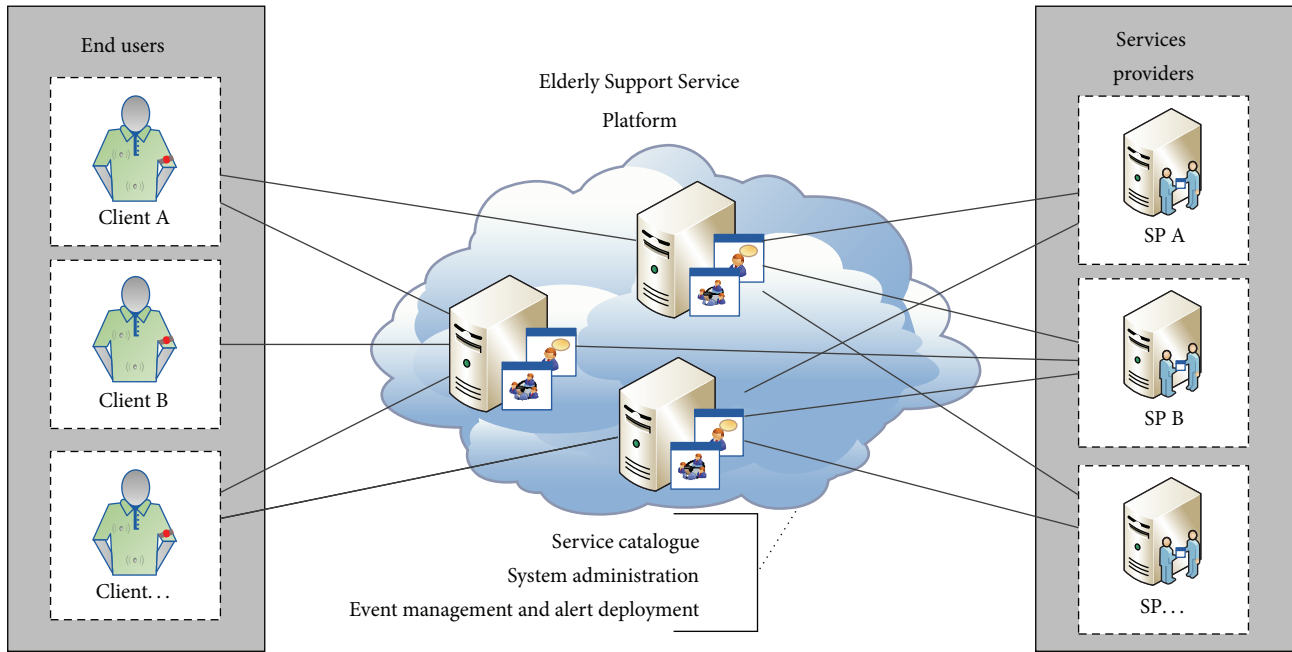 End users
Client A
Client B
Client...
Elderly Support Service
Platform
Service catalogue
System administration
Event management and alert deployment
Services
providers
SP A
SP B
SP...